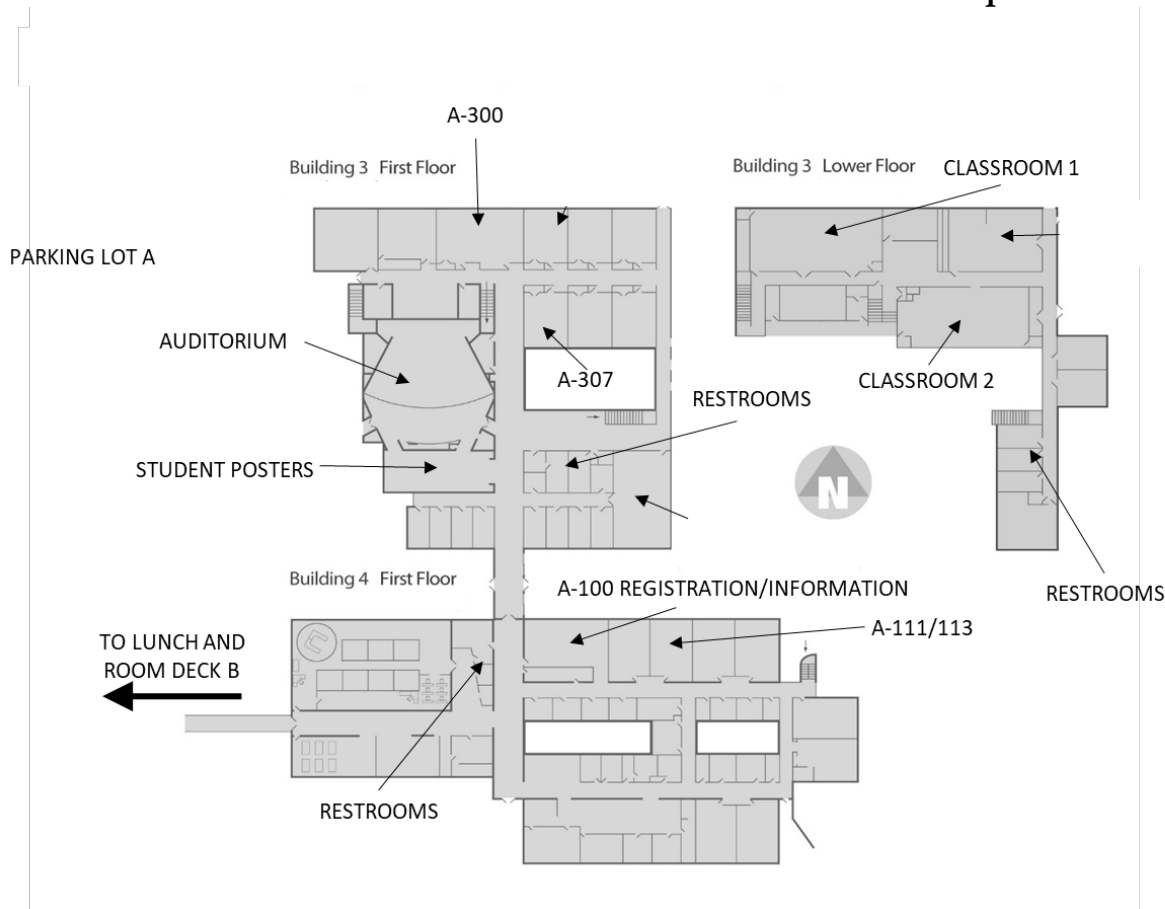 A-300
Building 3 First Floor
Building 3 Lower Floor
CLASSROOM 1
PARKING LOT A
AUDITORIUM
A-307
CLASSROOM 2
RESTROOMS
STUDENT POSTERS
N
Building 4 First Floor
A-100 REGISTRATION/INFORMATION
RESTROOMS
A-111/113
TO LUNCH AND
ROOM DECK B
RESTROOMS